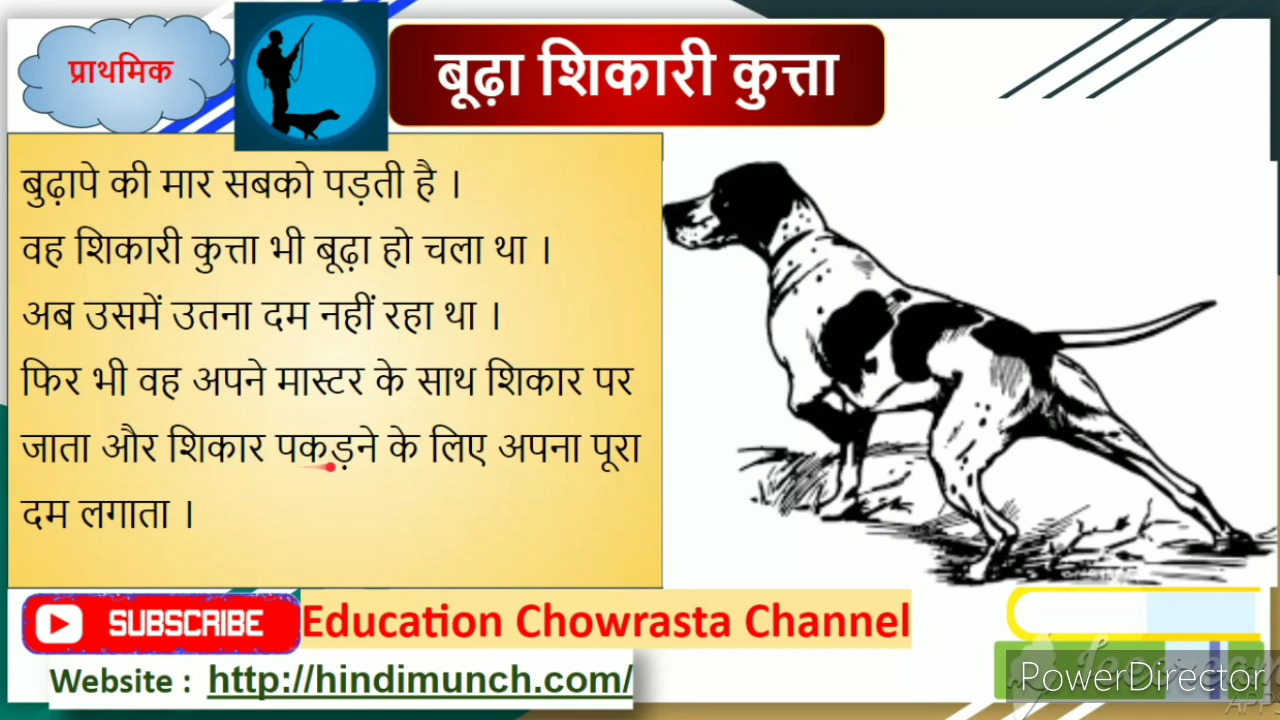 प्राथमिक
बूढ़ा शिकारी कुत्ता
बुढ़ापे की मार सबको पड़ती है ।
वह शिकारी कुत्ता भी बूढ़ा हो चला था ।
अब उसमें उतना दम नहीं रहा था ।
फिर भी वह अपने मास्टर के साथ शिकार पर
जाता और शिकार पकड़ने के लिए अपना पूरा
दम लगाता ।
SUBSCRIBE
Education Chowrasta Channel
Website : http://hindimunch.com/
PowerDirector